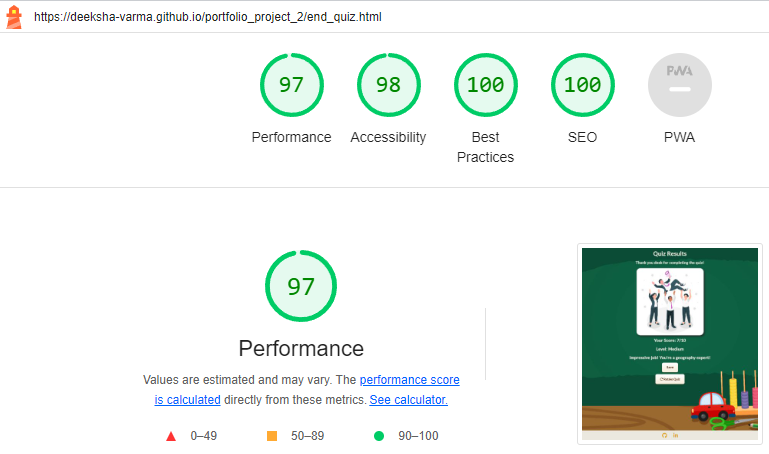 https://deeksha-varma.github.io/portfolio_project_2/end_quiz.html
97
98
100
100
PWA
Performance
Accessibility
Best
Practices
SEO
PWA
97
Performance
Values are estimated and may vary. The performance score
is calculated directly from these metrics. See calculator.
0–49
50–89
90–100
Quiz Results
Thank you deek for completing the quiz!
Your Score: 7/10
Level: Medium
Impressive job! You're a geography expert!